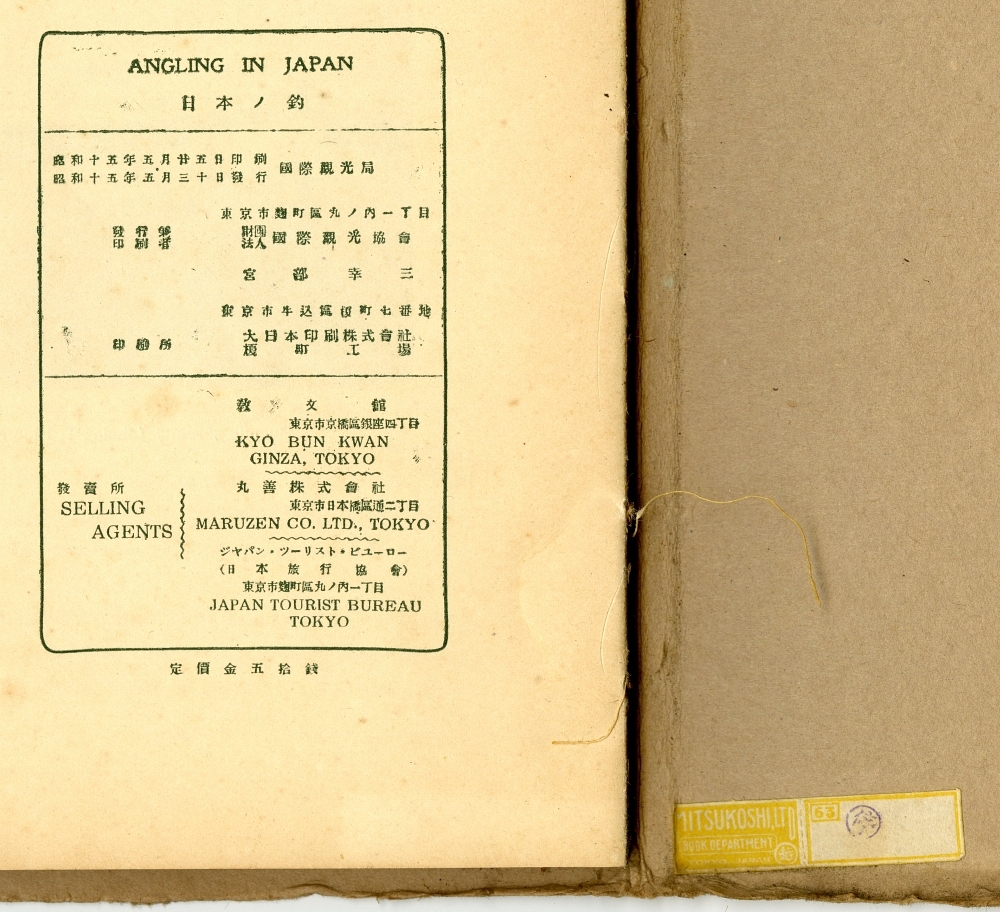 ANGLING IN JAPAN
日本ノ釣
昭和十五年五月廿五日印刷
昭和十五年五月三十日發行
國際觀光局
東京市麴町區丸ノ內一丁目
發行兼
印刷者
財團法人 國際觀光協會
宮部幸三
東京市牛込區榎町七番地
印刷所
大日本印刷株式會社
榎町工場
教文館
東京市京橋區銀座四丁目
KYO BUN KWAN
GINZA, TOKYO
發賣所
SELLING
AGENTS
丸善株式會社
東京市日本橋區通二丁目
MARUZEN CO. LTD., TOKYO
ジヤパン・ツーリスト・ビユーロー
(日本旅行協會)
東京市麴町區丸ノ內一丁目
JAPAN TOURIST BUREAU
TOKYO
定價金五拾錢
MITSUKOSHI, LTD
BOOK DEPARTMENT
TOKYO JAPAN
63